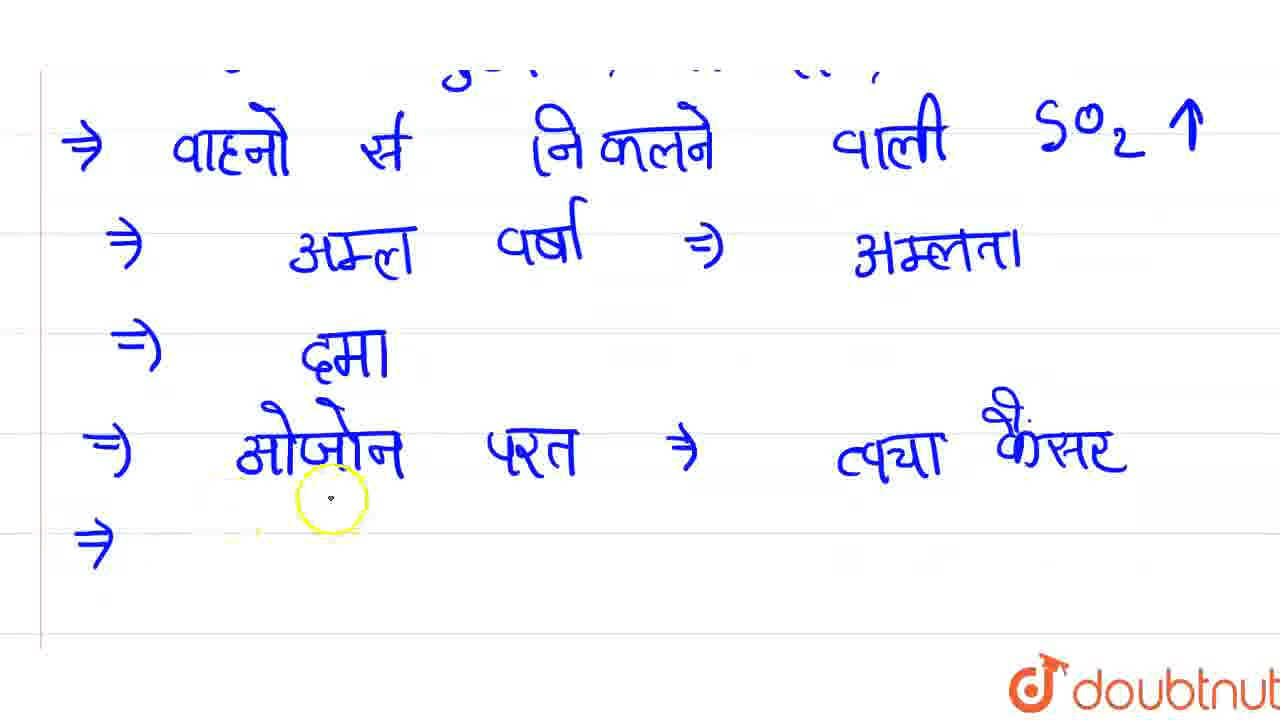 ⇒ वाहनो से निकलने वाली SO₂ ↑
⇒ अम्ल वर्षा ⇒ अम्लता
⇒ दमा
⇒ ओजोन परत ⇒ त्वचा कैंसर
⇒
doubtnut